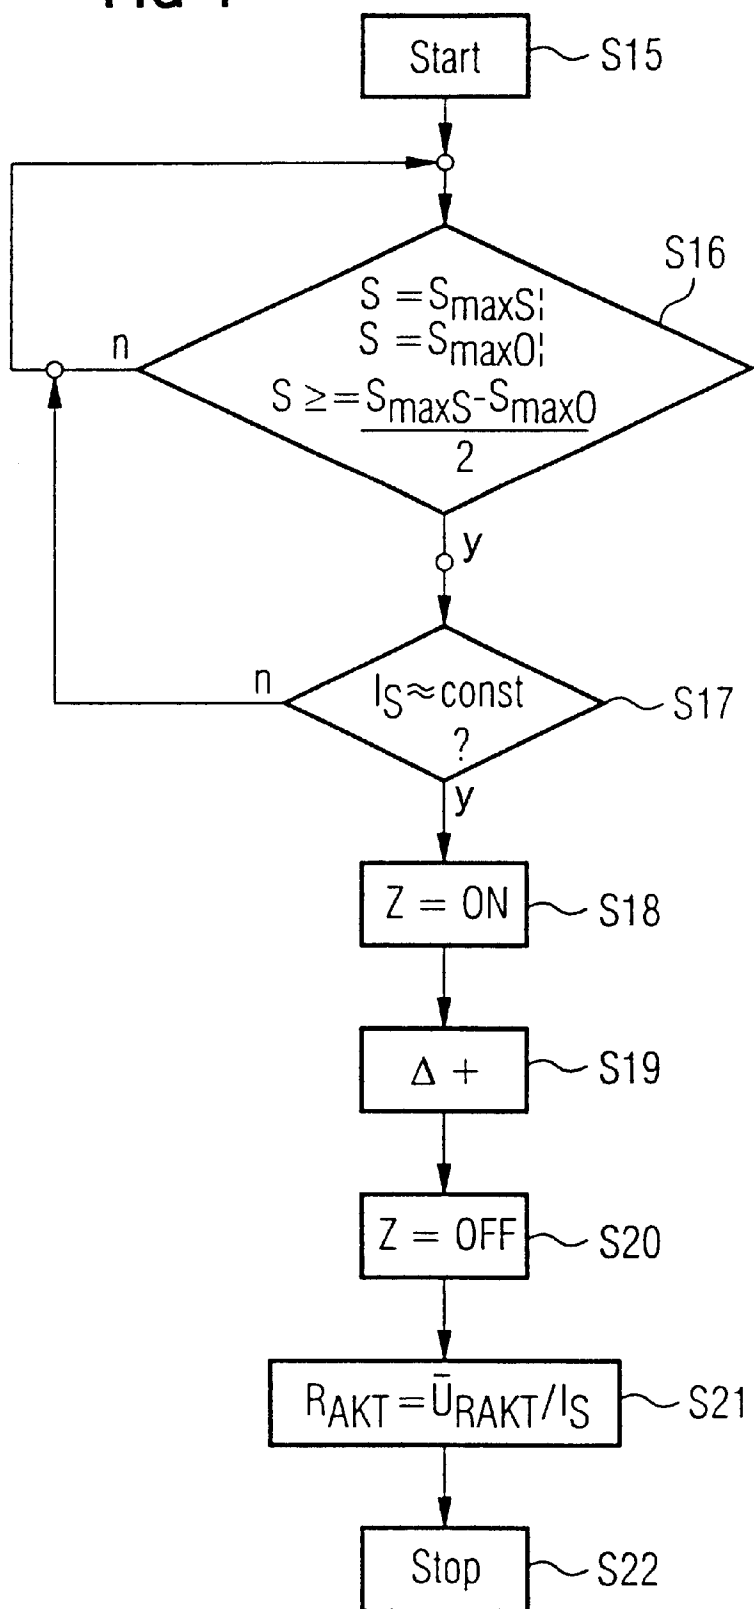 Start
S15
S16
S = SmaxS¦
S = SmaxO¦
n
S ≥ = SmaxS-SmaxO
2
y
n
IS≈const
S17
?
y
Z = ON
S18
Δ +
S19
Z = OFF
S20
RAKT = ŪRAKT/IS
S21
Stop
S22